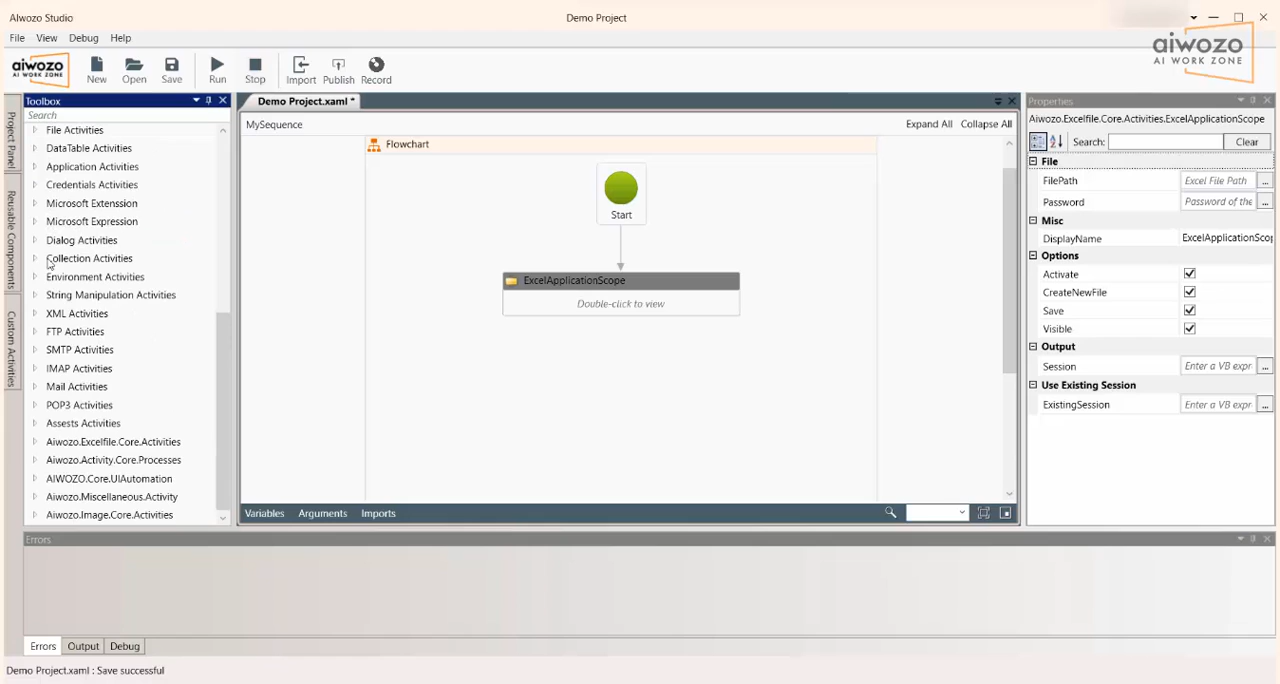 AIwozo Studio
Demo Project
File View Debug Help
aiwozo
AI WORK ZONE
New Open Save Run Stop Import Publish Record
aiwozo
AI WORK ZONE
Project Panel
Reusable Components
Custom Activities
Toolbox
Search
File Activities
DataTable Activities
Application Activities
Credentials Activities
Microsoft Extenssion
Microsoft Expression
Dialog Activities
Collection Activities
Environment Activities
String Manipulation Activities
XML Activities
FTP Activities
SMTP Activities
IMAP Activities
Mail Activities
POP3 Activities
Assests Activities
Aiwozo.Excelfile.Core.Activities
Aiwozo.Activity.Core.Processes
AIWOZO.Core.UIAutomation
Aiwozo.Miscellaneous.Activity
Aiwozo.Image.Core.Activities
Demo Project.xaml *
MySequence
Expand All Collapse All
Flowchart
Start
ExcelApplicationScope
Double-click to view
Variables Arguments Imports
Properties
Aiwozo.Excelfile.Core.Activities.ExcelApplicationScope
Search: Clear
File
FilePath Excel File Path ...
Password Password of the ...
Misc
DisplayName ExcelApplicationScop
Options
Activate
CreateNewFile
Save
Visible
Output
Session Enter a VB expr ...
Use Existing Session
ExistingSession Enter a VB expr ...
Errors
Errors Output Debug
Demo Project.xaml : Save successful